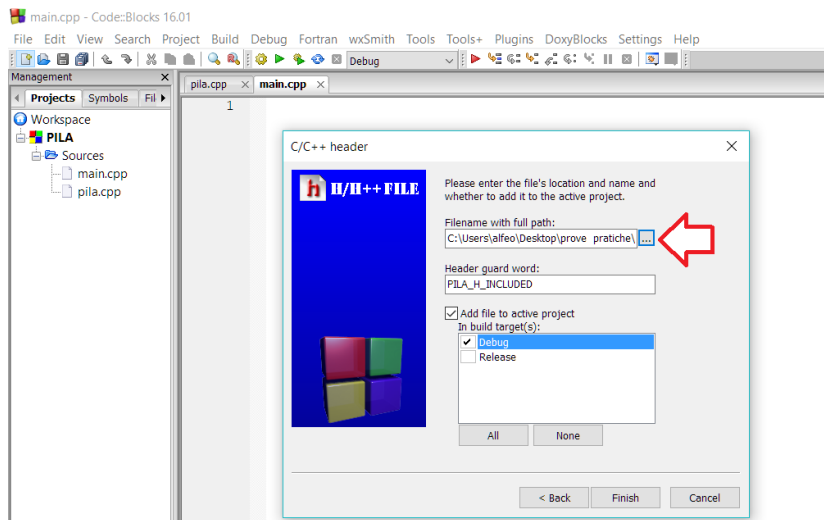 main.cpp - Code::Blocks 16.01
File Edit View Search Project Build Debug Fortran wxSmith Tools Tools+ Plugins DoxyBlocks Settings Help
Debug
Management
Projects Symbols Fil
pila.cpp main.cpp
1
Workspace
PILA
Sources
main.cpp
pila.cpp
C/C++ header
h H/H++ FILE
Please enter the file's location and name and
whether to add it to the active project.
Filename with full path:
C:\Users\alfeo\Desktop\prove pratiche\ ...
Header guard word:
PILA_H_INCLUDED
Add file to active project
In build target(s):
Debug
Release
All None
< Back Finish Cancel